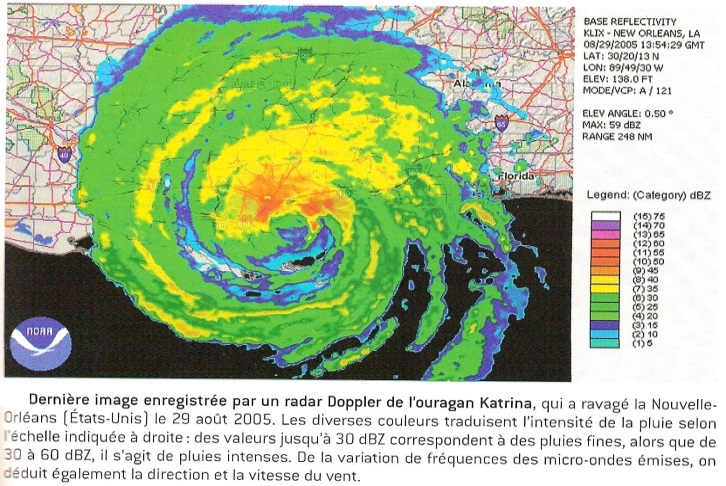 BASE REFLECTIVITY
KLIX - NEW ORLEANS, LA
08/29/2005 13:54:29 GMT
LAT: 30/20/13 N
LON: 89/49/30 W
ELEV: 138.0 FT
MODE/VCP: A / 121
ELEV ANGLE: 0.50 °
MAX: 59 dBZ
RANGE 248 NM
Alabama
65
49
Florida
Legend: (Category) dBZ
(15) 75
(14) 70
(13) 65
(12) 60
(11) 55
(10) 50
(9) 45
(8) 40
(7) 35
(6) 30
(5) 25
(4) 20
(3) 15
(2) 10
(1) 5
NOAA
Dernière image enregistrée par un radar Doppler de l'ouragan Katrina, qui a ravagé la Nouvelle-
Orléans (États-Unis) le 29 août 2005. Les diverses couleurs traduisent l'intensité de la pluie selon
l'échelle indiquée à droite : des valeurs jusqu'à 30 dBZ correspondent à des pluies fines, alors que de
30 à 60 dBZ, il s'agit de pluies intenses. De la variation de fréquences des micro-ondes émises, on
déduit également la direction et la vitesse du vent.